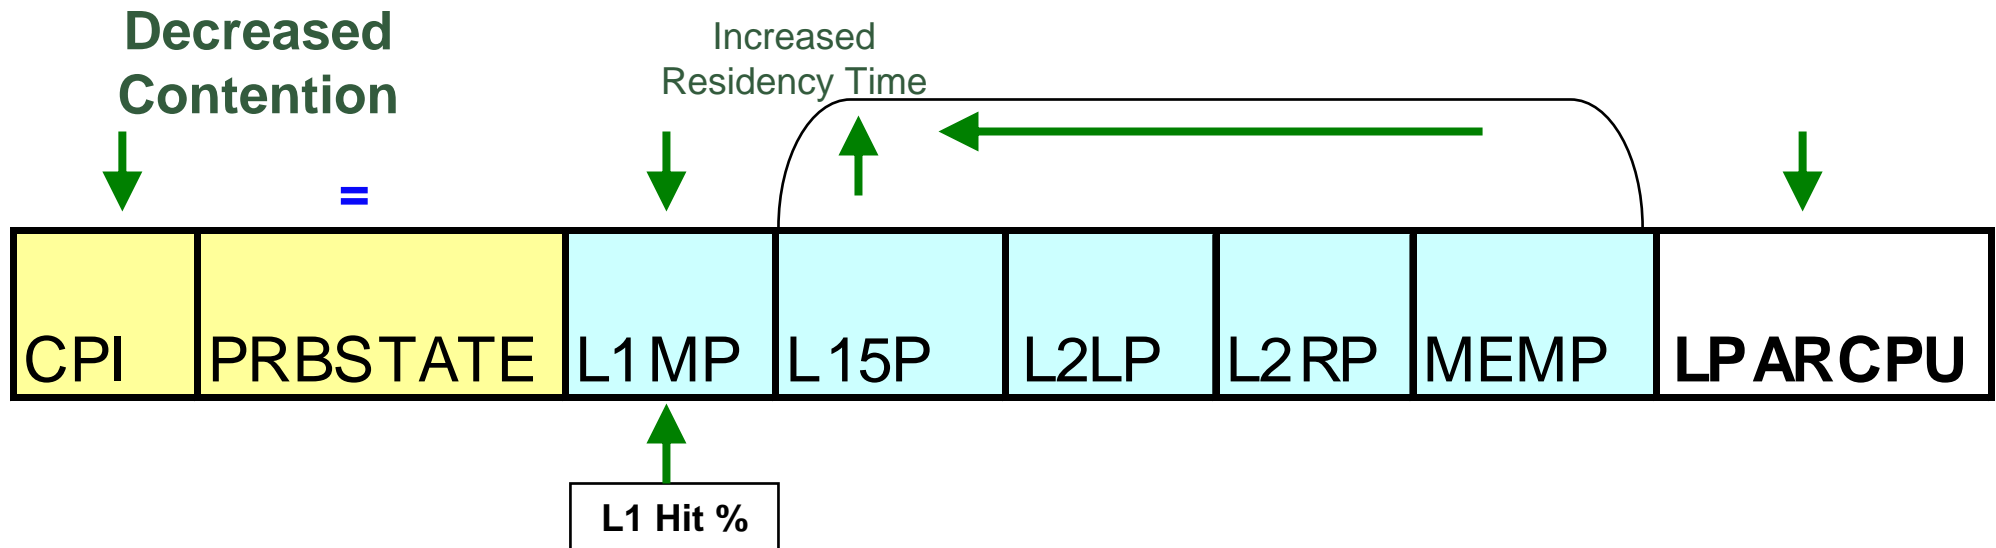 Decreased
Contention
Increased
Residency Time
=
CPI
PRBSTATE
L1MP
L15P
L2LP
L2RP
MEMP
LPARCPU
L1 Hit %